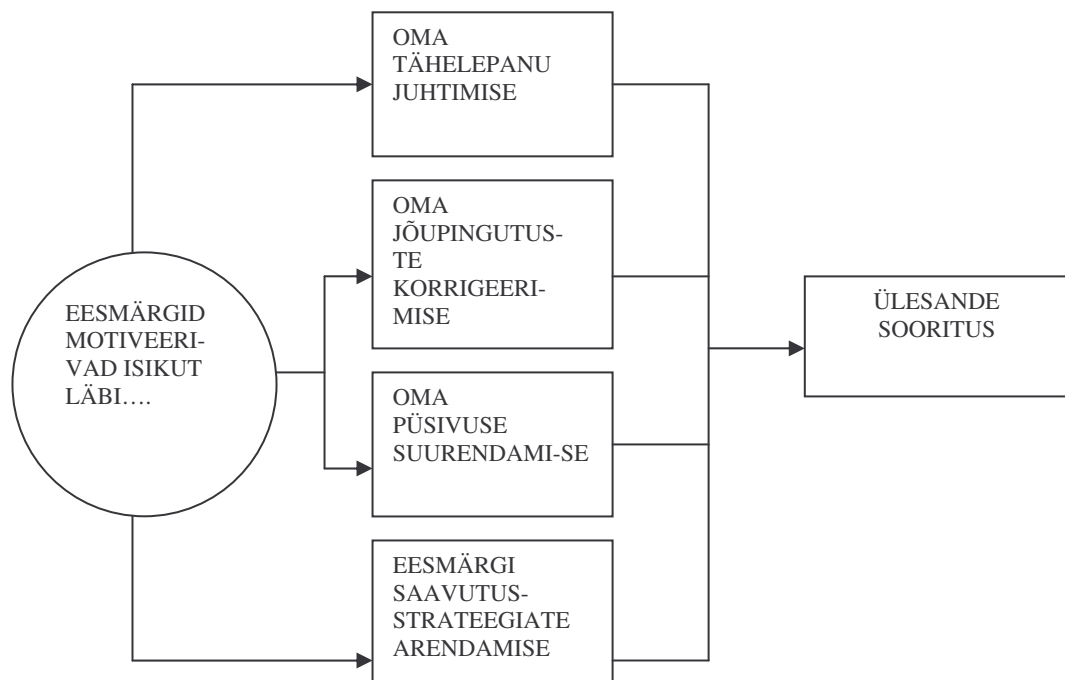 OMA
TÄHELEPANU
JUHTIMISE
OMA
JÕUPINGUTUS-
TE
KORRIGEERI-
MISE
EESMÄRGID
MOTIVEERI-
VAD ISIKUT
LÄBI….
ÜLESANDE
SOORITUS
OMA
PÜSIVUSE
SUURENDAMI-SE
EESMÄRGI
SAAVUTUS-
STRATEEGIATE
ARENDAMISE